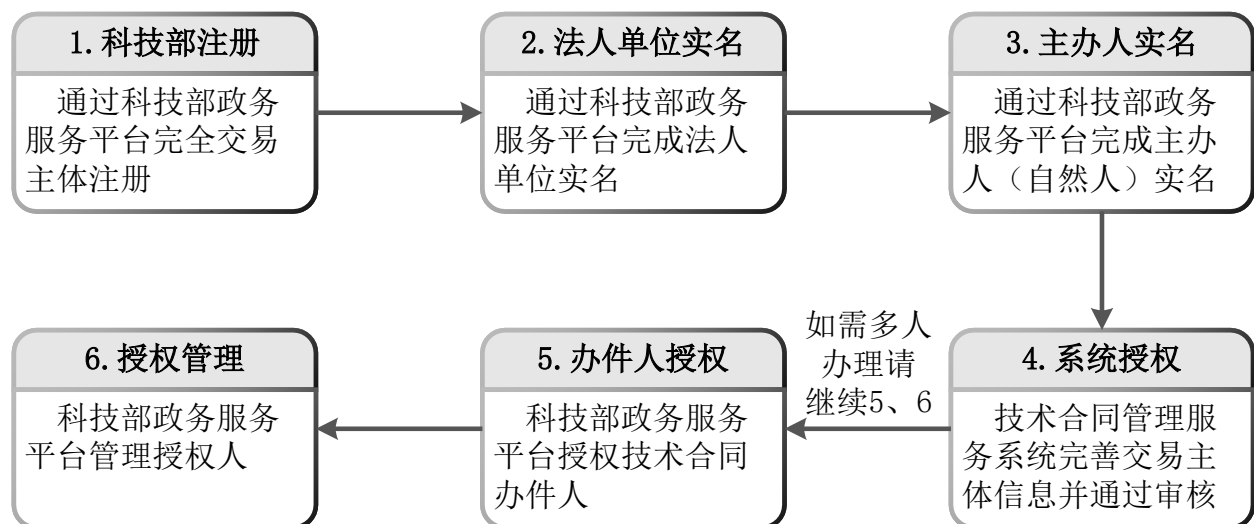 1.科技部注册
通过科技部政务
服务平台完全交易
主体注册
2.法人单位实名
通过科技部政务
服务平台完成法人
单位实名
3.主办人实名
通过科技部政务
服务平台完成主办
人（自然人）实名
4.系统授权
技术合同管理服
务系统完善交易主
体信息并通过审核
如需多人
办理请
继续5、6
5.办件人授权
科技部政务服务
平台授权技术合同
办件人
6.授权管理
科技部政务服务
平台管理授权人